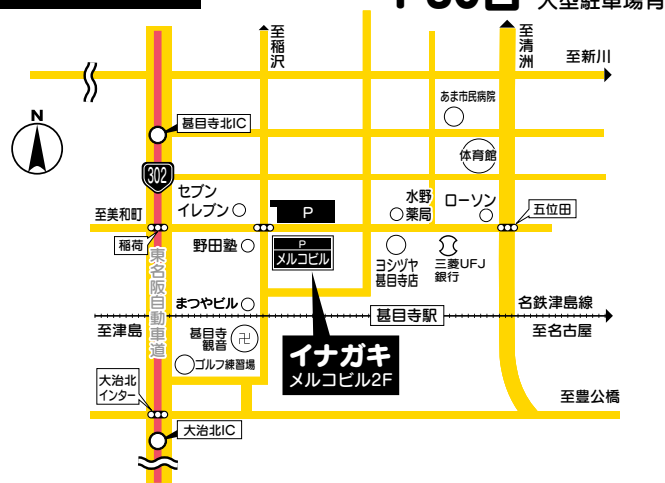 大型駐車場有
至稲沢
至清洲
至新川
あま市民病院
N
甚目寺北IC
体育館
302
セブン
イレブン
水野
薬局
ローソン
至美和町
P
五位田
稲荷
野田塾
P
メルコビル
ヨシヅヤ
甚目寺店
三菱UFJ
銀行
東名阪自動車道
まつやビル
名鉄津島線
甚目寺駅
至津島
至名古屋
甚目寺
観音
卍
イナガキ
メルコビル2F
ゴルフ練習場
大治北
インター
至豊公橋
大治北IC